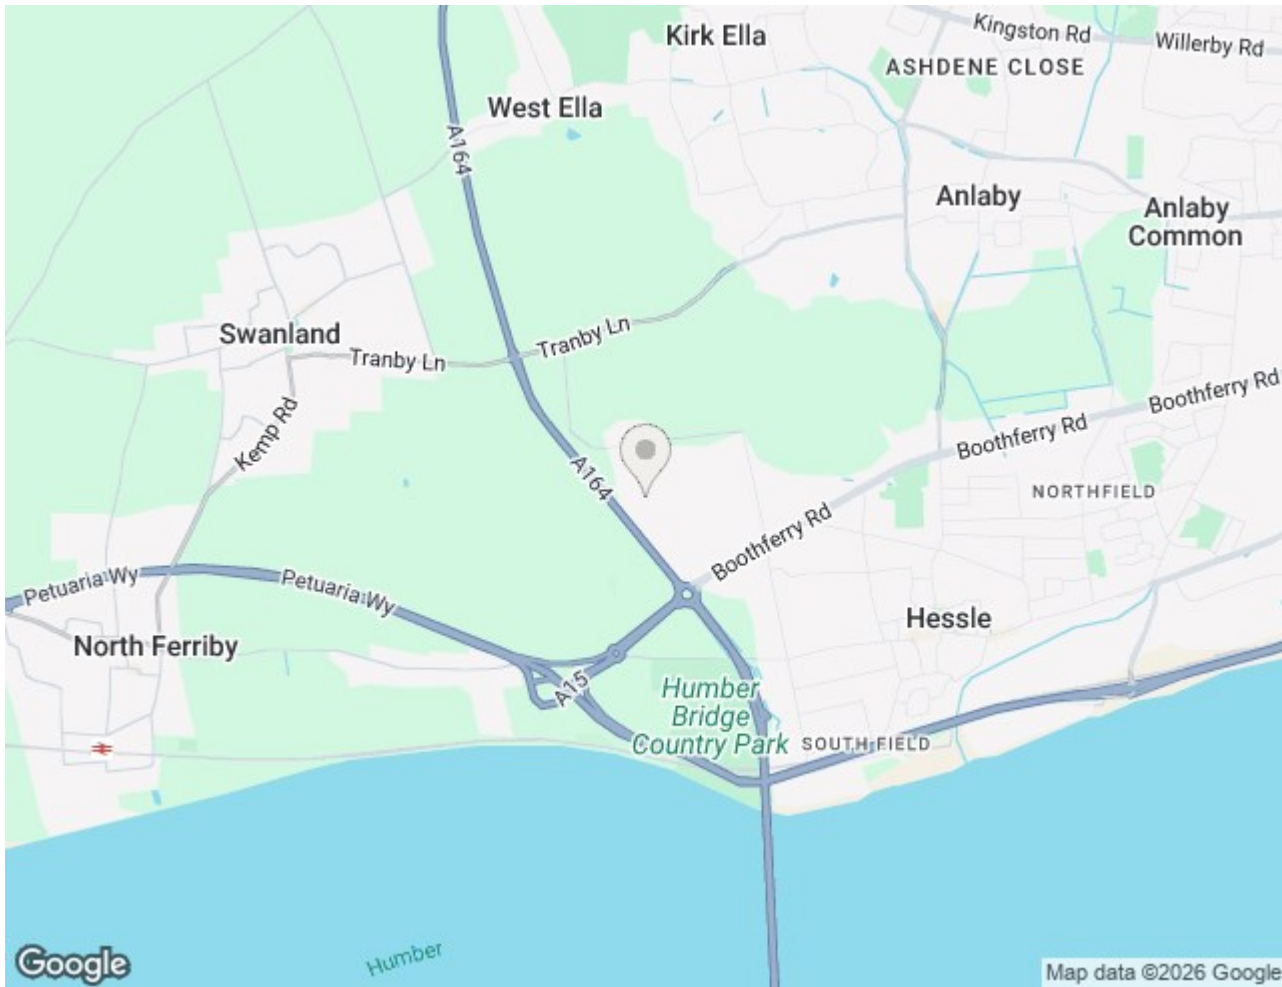 Kirk Ella
Kingston Rd
Willerby Rd
ASHDENE CLOSE
West Ella
A164
Anlaby
Anlaby
Common
Swanland
Tranby Ln
Tranby Ln
Kemp Rd
Boothferry Rd
Boothferry Rd
A164
NORTHFIELD
Boothferry Rd
Petuaria Wy
Petuaria Wy
Hessle
North Ferriby
A15
Humber
Bridge
Country Park
SOUTH FIELD
Humber
Google
Map data ©2026 Google